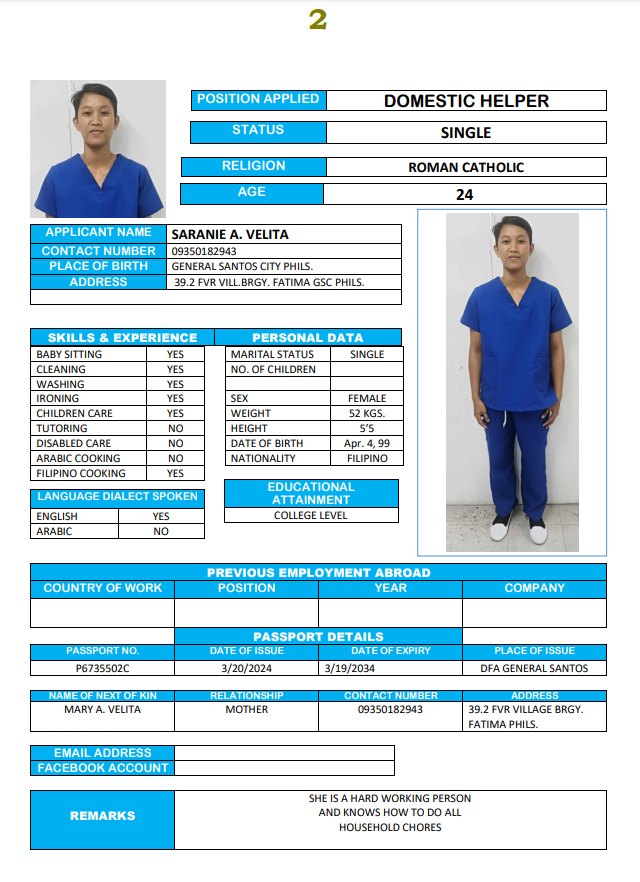 2
POSITION APPLIED DOMESTIC HELPER
STATUS SINGLE
RELIGION ROMAN CATHOLIC
AGE 24
APPLICANT NAME SARANIE A. VELITA
CONTACT NUMBER 09350182943
PLACE OF BIRTH GENERAL SANTOS CITY PHILS.
ADDRESS 39.2 FVR VILL.BRGY. FATIMA GSC PHILS.
SKILLS & EXPERIENCE PERSONAL DATA
BABY SITTING YES MARITAL STATUS SINGLE
CLEANING YES NO. OF CHILDREN
WASHING YES
IRONING YES SEX FEMALE
CHILDREN CARE YES WEIGHT 52 KGS.
TUTORING NO HEIGHT 5'5
DISABLED CARE NO DATE OF BIRTH Apr. 4, 99
ARABIC COOKING NO NATIONALITY FILIPINO
FILIPINO COOKING YES
LANGUAGE DIALECT SPOKEN
ENGLISH YES
ARABIC NO
EDUCATIONAL
ATTAINMENT
COLLEGE LEVEL
PREVIOUS EMPLOYMENT ABROAD
COUNTRY OF WORK POSITION YEAR COMPANY
PASSPORT DETAILS
PASSPORT NO. DATE OF ISSUE DATE OF EXPIRY PLACE OF ISSUE
P6735502C 3/20/2024 3/19/2034 DFA GENERAL SANTOS
NAME OF NEXT OF KIN RELATIONSHIP CONTACT NUMBER ADDRESS
MARY A. VELITA MOTHER 09350182943 39.2 FVR VILLAGE BRGY.
FATIMA PHILS.
EMAIL ADDRESS
FACEBOOK ACCOUNT
REMARKS
SHE IS A HARD WORKING PERSON
AND KNOWS HOW TO DO ALL
HOUSEHOLD CHORES